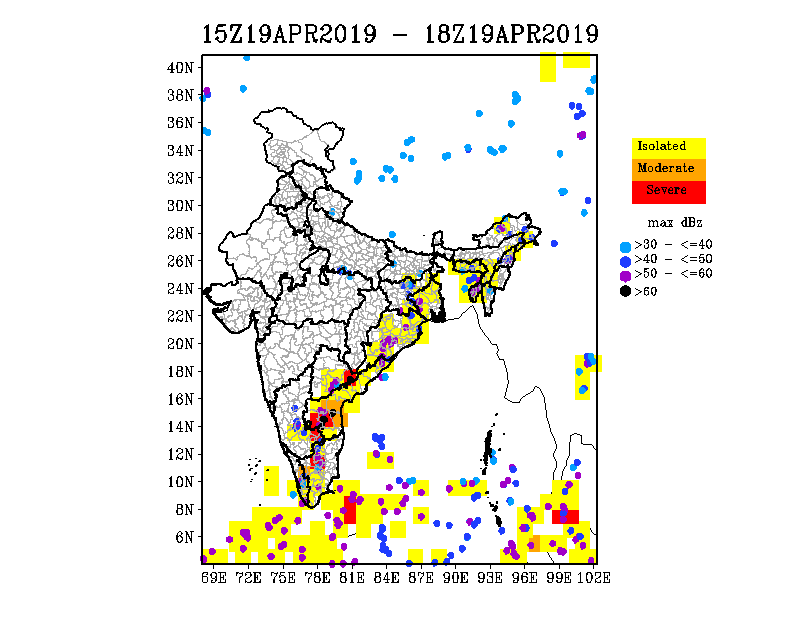 15Z19APR2019 - 18Z19APR2019
40N
38N
36N
34N
32N
30N
28N
26N
24N
22N
20N
18N
16N
14N
12N
10N
8N
6N
69E 72E 75E 78E 81E 84E 87E 90E 93E 96E 99E 102E
Isolated
Moderate
Severe
max dBz
>30 - <=40
>40 - <=50
>50 - <=60
>60